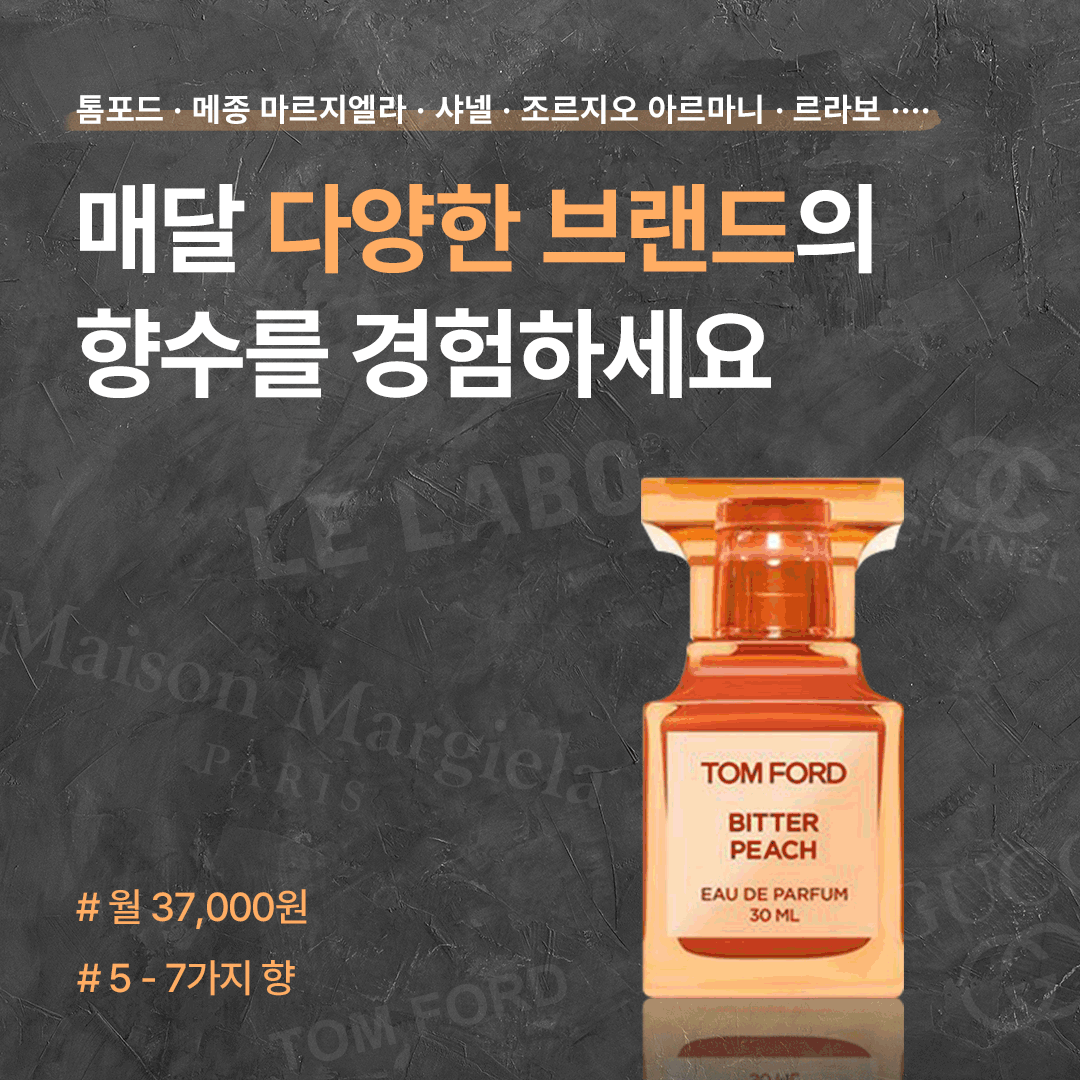 톰포드 · 메종 마르지엘라 · 샤넬 · 조르지오 아르마니 · 르라보 ····
매달 다양한 브랜드의
향수를 경험하세요
LE LABO
CHANEL
Maison Margiela
PARIS
TOM FORD
BITTER
PEACH
EAU DE PARFUM
30 ML
GUCC
# 월 37,000원
# 5 - 7가지 향
TOM FORD
30 ML